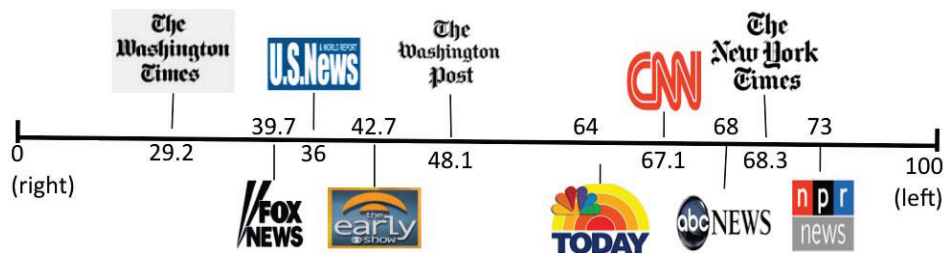 The
Washington
Times
A WORLD REPORT
U.S.News
The
Washington
Post
CNN
The
New York
Times
39.7
42.7
64
68
73
0
29.2
36
48.1
67.1
68.3
100
(right)
(left)
FOX
NEWS
the
early
show
TODAY
abc NEWS
npr
news